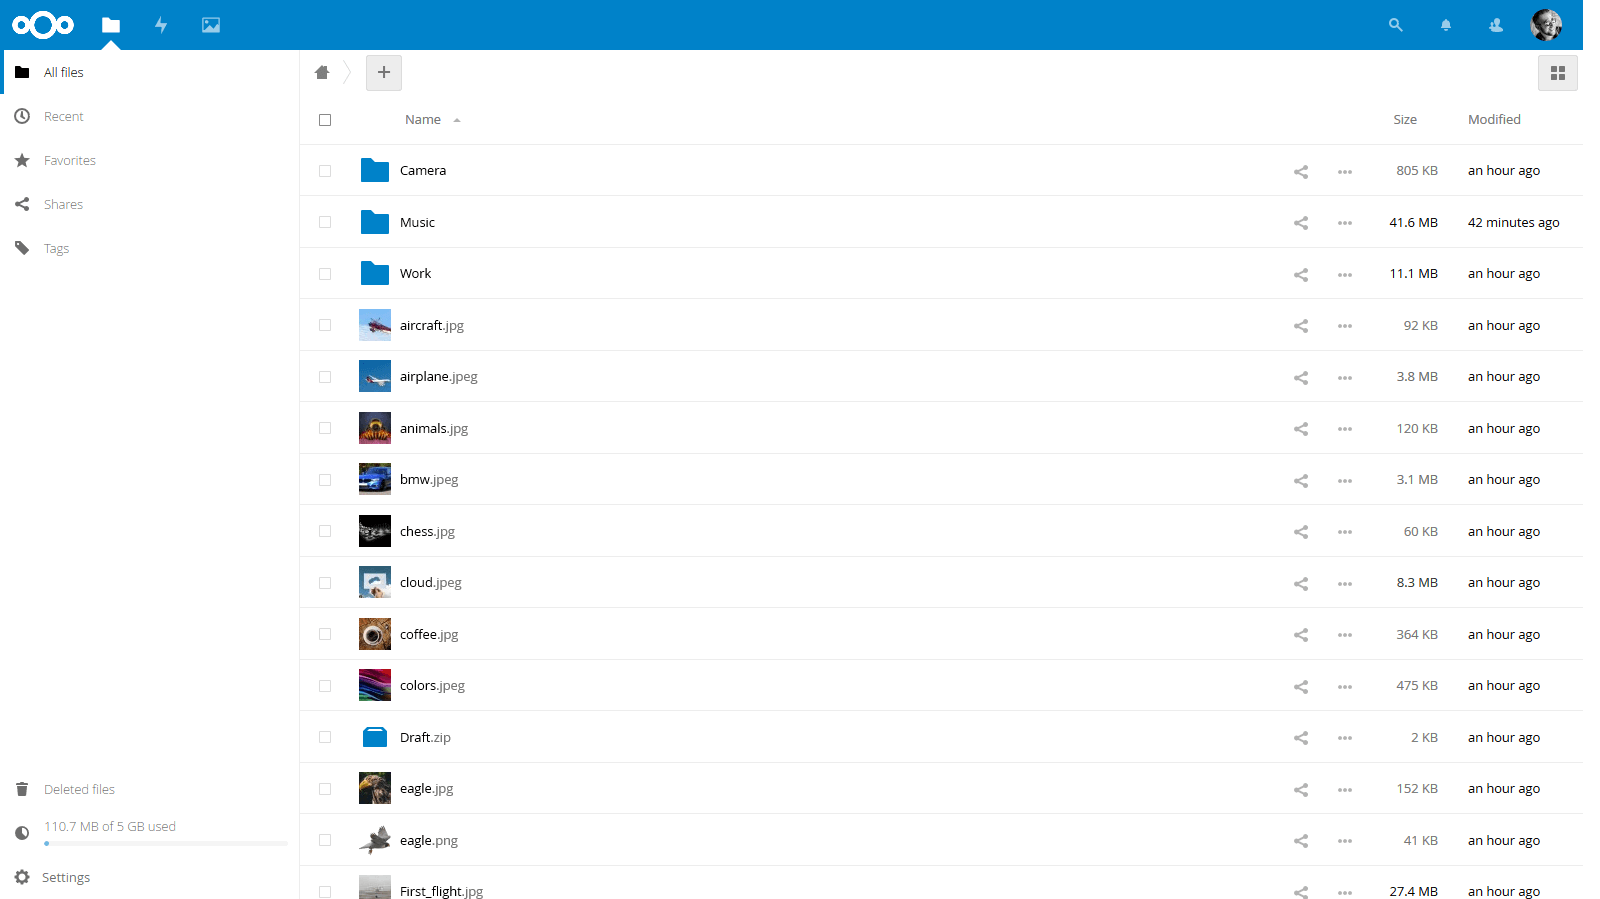 All files
Recent
Favorites
Shares
Tags
Deleted files
110.7 MB of 5 GB used
Settings
Name Size Modified
Camera 805 KB an hour ago
Music 41.6 MB 42 minutes ago
Work 11.1 MB an hour ago
aircraft.jpg 92 KB an hour ago
airplane.jpeg 3.8 MB an hour ago
animals.jpg 120 KB an hour ago
bmw.jpeg 3.1 MB an hour ago
chess.jpg 60 KB an hour ago
cloud.jpeg 8.3 MB an hour ago
coffee.jpg 364 KB an hour ago
colors.jpeg 475 KB an hour ago
Draft.zip 2 KB an hour ago
eagle.jpg 152 KB an hour ago
eagle.png 41 KB an hour ago
First_flight.jpg 27.4 MB an hour ago